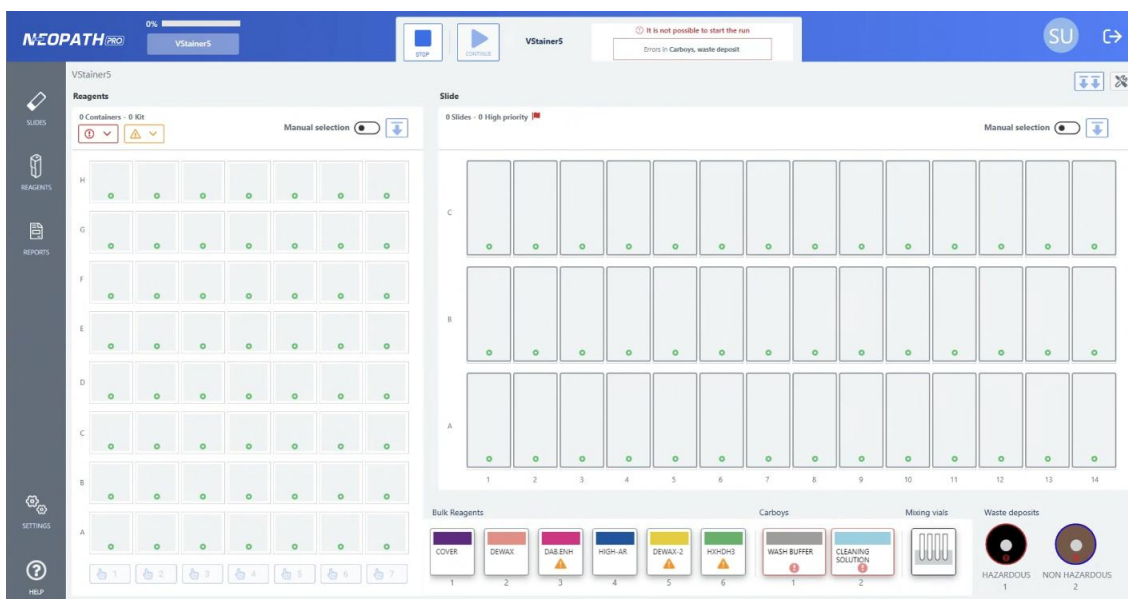 NEOPATH PRO
0%
VStainer5
STOP
CONTINUE
VStainer5
It is not possible to start the run
Errors in Carboys, waste deposit
SU
SLIDES
REAGENTS
REPORTS
SETTINGS
HELP
VStainer5
Reagents
0 Containers - 0 Kit
Manual selection
H
G
F
E
D
C
B
A
1 2 3 4 5 6 7
Slide
0 Slides - 0 High priority
Manual selection
C
B
A
1 2 3 4 5 6 7 8 9 10 11 12 13 14
Bulk Reagents
COVER
DEWAX
DAB.ENH
HIGH-AR
DEWAX-2
HXHDH3
1 2 3 4 5 6
Carboys
WASH BUFFER
CLEANING
SOLUTION
1 2
Mixing vials
Waste deposits
HAZARDOUS
1
NON HAZARDOUS
2